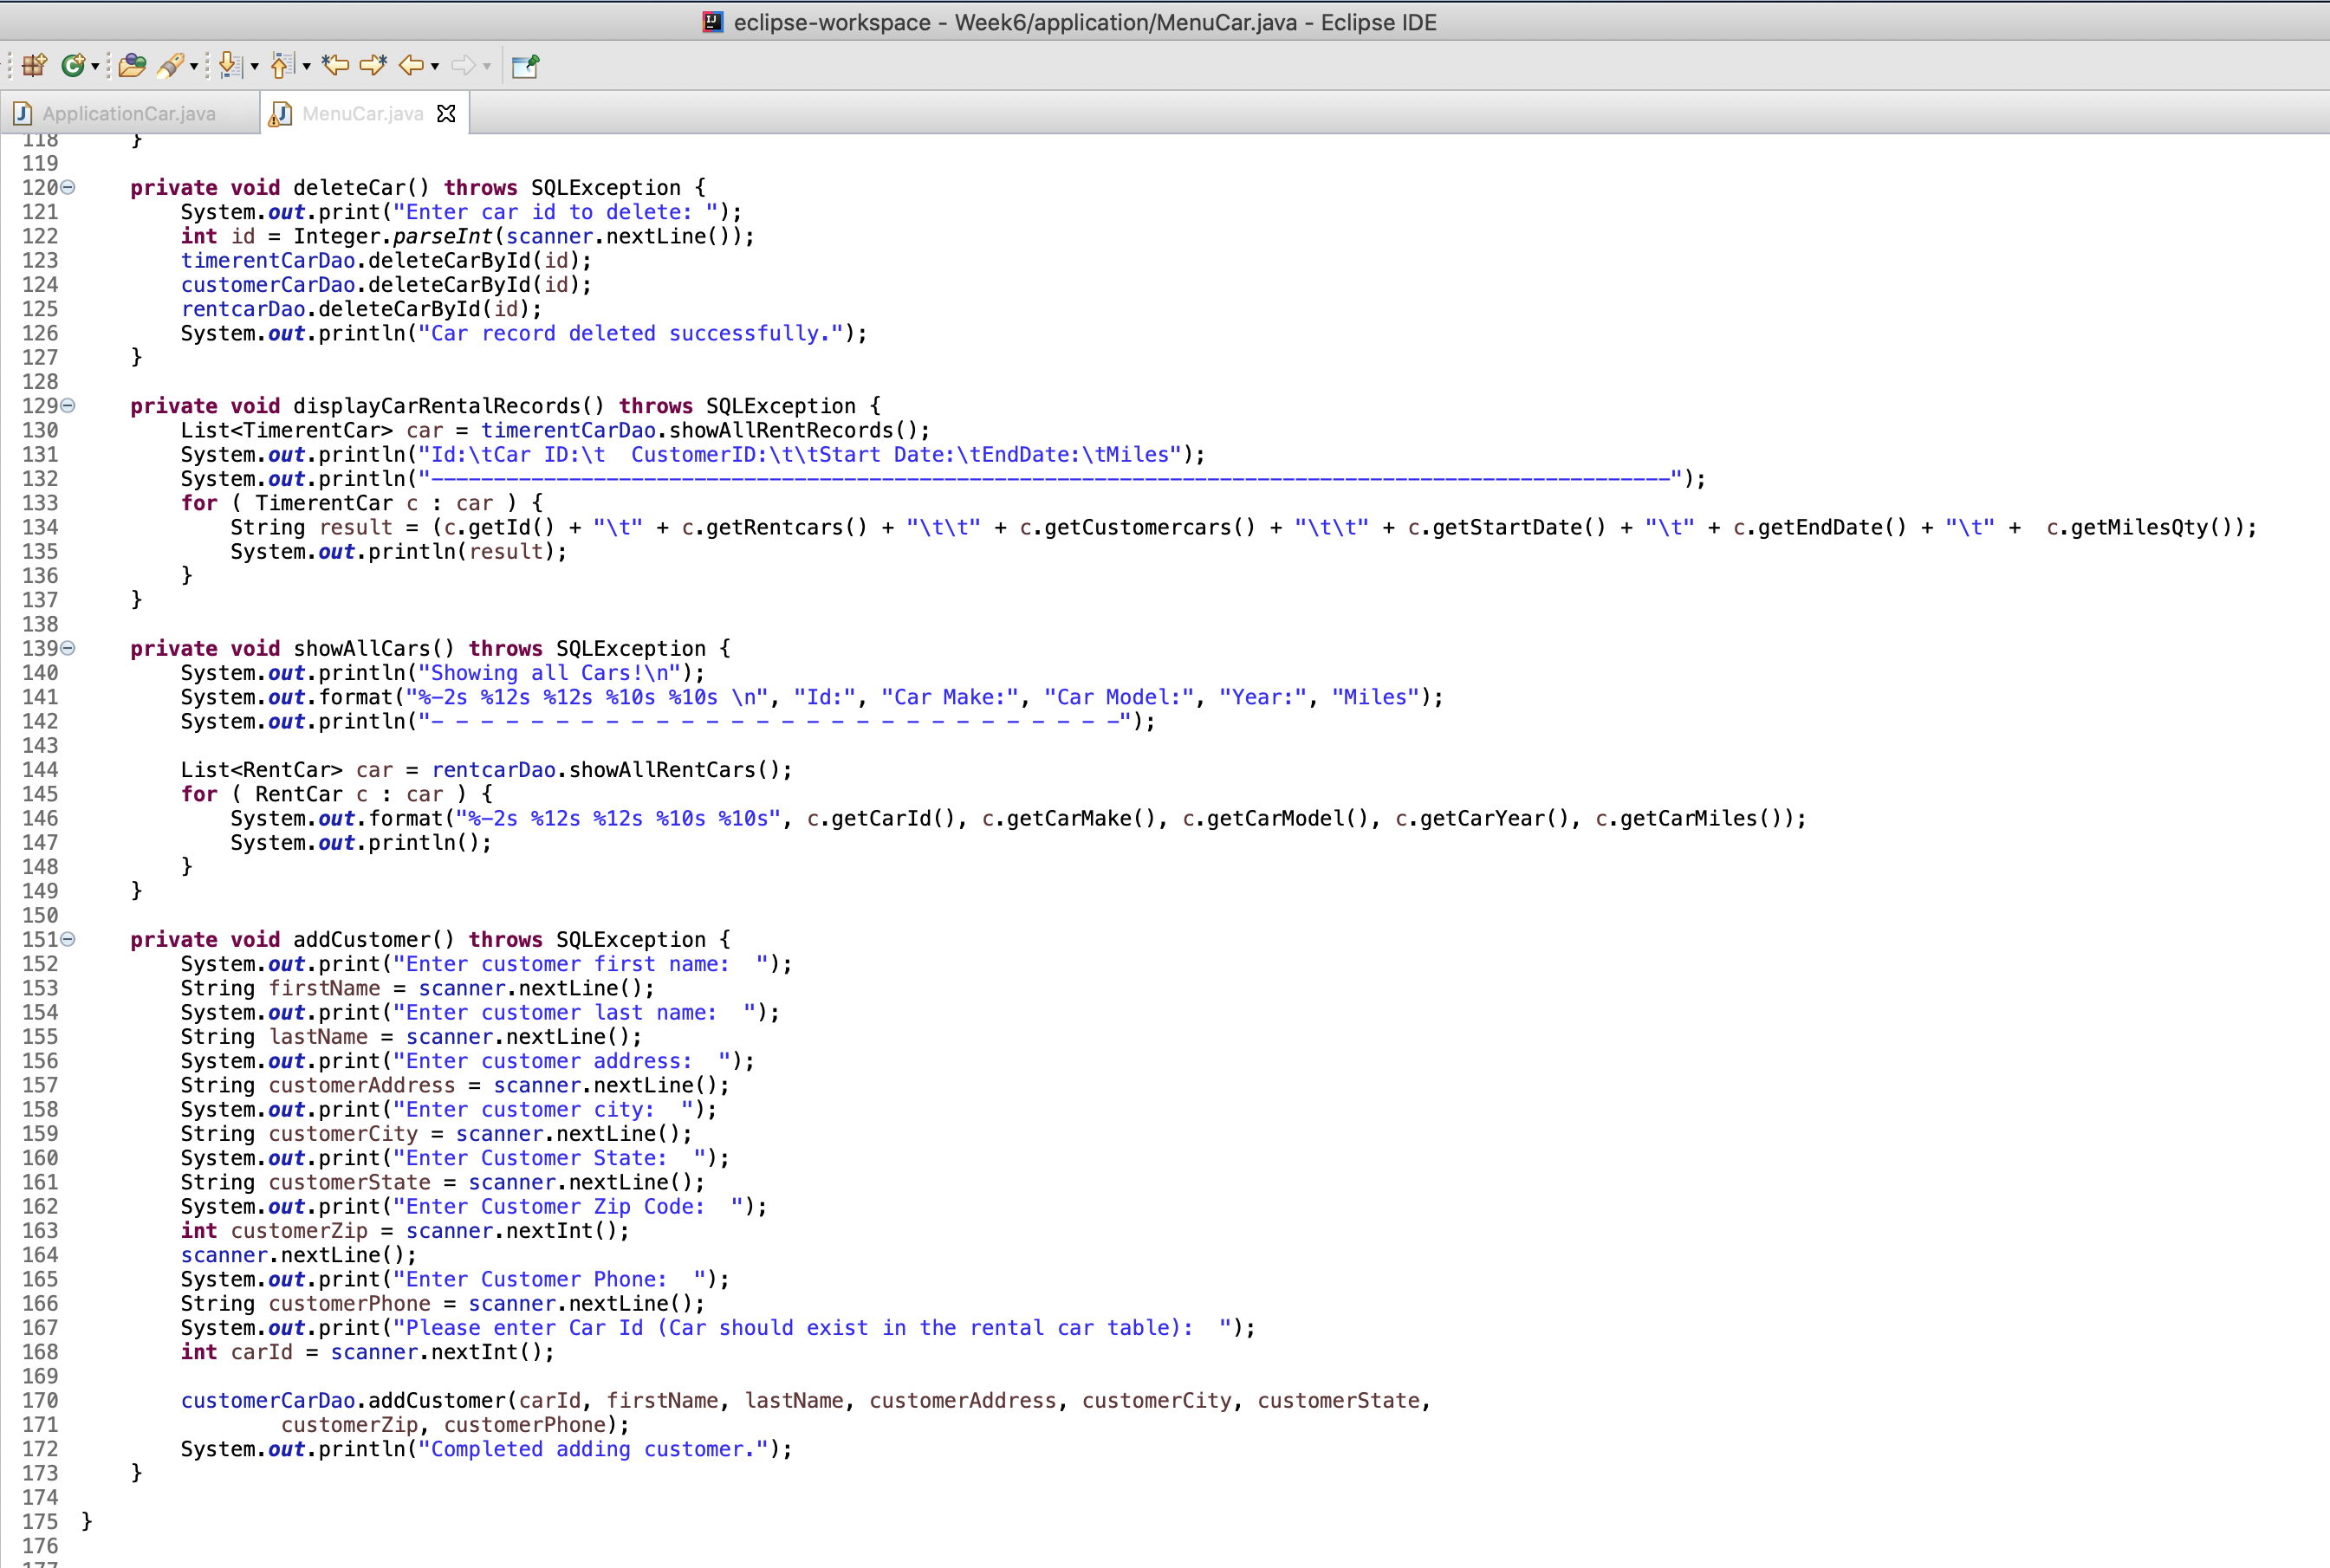 eclipse-workspace - Week6/application/MenuCar.java - Eclipse IDE
ApplicationCar.java
MenuCar.java
118     }
119
120     private void deleteCar() throws SQLException {
121         System.out.print("Enter car id to delete: ");
122         int id = Integer.parseInt(scanner.nextLine());
123         timerentCarDao.deleteCarById(id);
124         customerCarDao.deleteCarById(id);
125         rentcarDao.deleteCarById(id);
126         System.out.println("Car record deleted successfully.");
127     }
128
129     private void displayCarRentalRecords() throws SQLException {
130         List<TimerentCar> car = timerentCarDao.showAllRentRecords();
131         System.out.println("Id:\tCar ID:\t  CustomerID:\t\tStart Date:\tEndDate:\tMiles");
132         System.out.println("---------------------------------------------------------------------------------------------------");
133         for ( TimerentCar c : car ) {
134             String result = (c.getId() + "\t" + c.getRentcars() + "\t\t" + c.getCustomercars() + "\t\t" + c.getStartDate() + "\t" + c.getEndDate() + "\t" +  c.getMilesQty());
135             System.out.println(result);
136         }
137     }
138
139     private void showAllCars() throws SQLException {
140         System.out.println("Showing all Cars!\n");
141         System.out.format("%-2s %12s %12s %10s %10s \n", "Id:", "Car Make:", "Car Model:", "Year:", "Miles");
142         System.out.println("- - - - - - - - - - - - - - - - - - - - - - - - - - - -");
143
144         List<RentCar> car = rentcarDao.showAllRentCars();
145         for ( RentCar c : car ) {
146             System.out.format("%-2s %12s %12s %10s %10s", c.getCarId(), c.getCarMake(), c.getCarModel(), c.getCarYear(), c.getCarMiles());
147             System.out.println();
148         }
149     }
150
151     private void addCustomer() throws SQLException {
152         System.out.print("Enter customer first name:  ");
153         String firstName = scanner.nextLine();
154         System.out.print("Enter customer last name:  ");
155         String lastName = scanner.nextLine();
156         System.out.print("Enter customer address:  ");
157         String customerAddress = scanner.nextLine();
158         System.out.print("Enter customer city:  ");
159         String customerCity = scanner.nextLine();
160         System.out.print("Enter Customer State:  ");
161         String customerState = scanner.nextLine();
162         System.out.print("Enter Customer Zip Code:  ");
163         int customerZip = scanner.nextInt();
164         scanner.nextLine();
165         System.out.print("Enter Customer Phone:  ");
166         String customerPhone = scanner.nextLine();
167         System.out.print("Please enter Car Id (Car should exist in the rental car table):  ");
168         int carId = scanner.nextInt();
169
170         customerCarDao.addCustomer(carId, firstName, lastName, customerAddress, customerCity, customerState,
171                 customerZip, customerPhone);
172         System.out.println("Completed adding customer.");
173     }
174
175 }
176
177